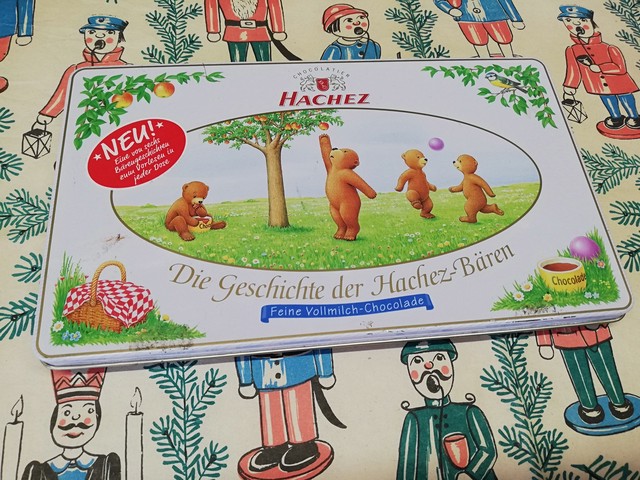 CHOCOLATIER
HACHEZ
NEU!
Eine von sechs
Bärengeschichten
zum Vorlesen in
jeder Dose
Die Geschichte der Hachez-Bären
Feine Vollmilch-Chocolade
Chocolade